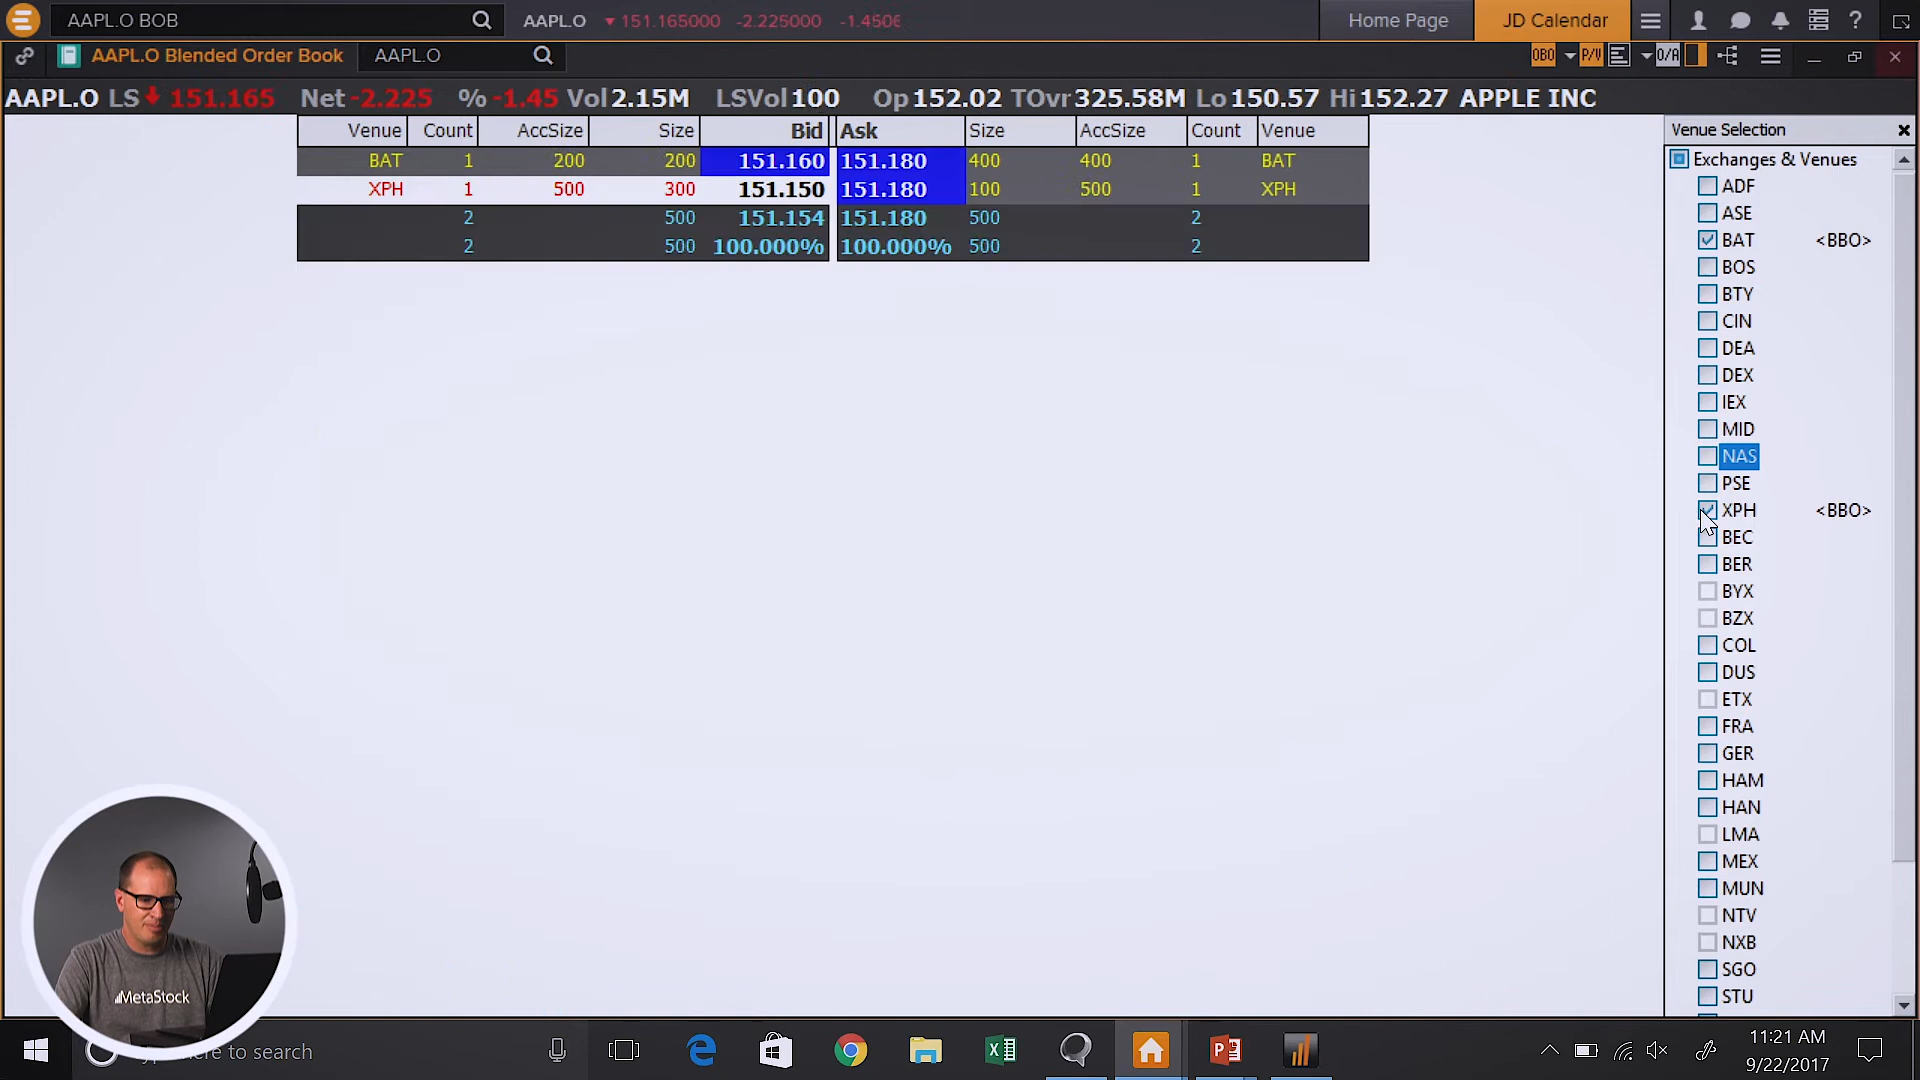 AAPL.O BOB
AAPL.O 151.165000 -2.225000 -1.4506
Home Page
JD Calendar
AAPL.O Blended Order Book
AAPL.O
OBO P/V O/A
AAPL.O LS 151.165 Net -2.225 % -1.45 Vol 2.15M LSVol 100 Op 152.02 TOvr 325.58M Lo 150.57 Hi 152.27 APPLE INC
Venue Count AccSize Size Bid Ask Size AccSize Count Venue
BAT 1 200 200 151.160 151.180 400 400 1 BAT
XPH 1 500 300 151.150 151.180 100 500 1 XPH
2 500 151.154 151.180 500 2
2 500 100.000% 100.000% 500 2
Venue Selection
Exchanges & Venues
ADF
ASE
BAT <BBO>
BOS
BTY
CIN
DEA
DEX
IEX
MID
NAS
PSE
XPH <BBO>
BEC
BER
BYX
BZX
COL
DUS
ETX
FRA
GER
HAM
HAN
LMA
MEX
MUN
NTV
NXB
SGO
STU
MetaStock
here to search
11:21 AM
9/22/2017